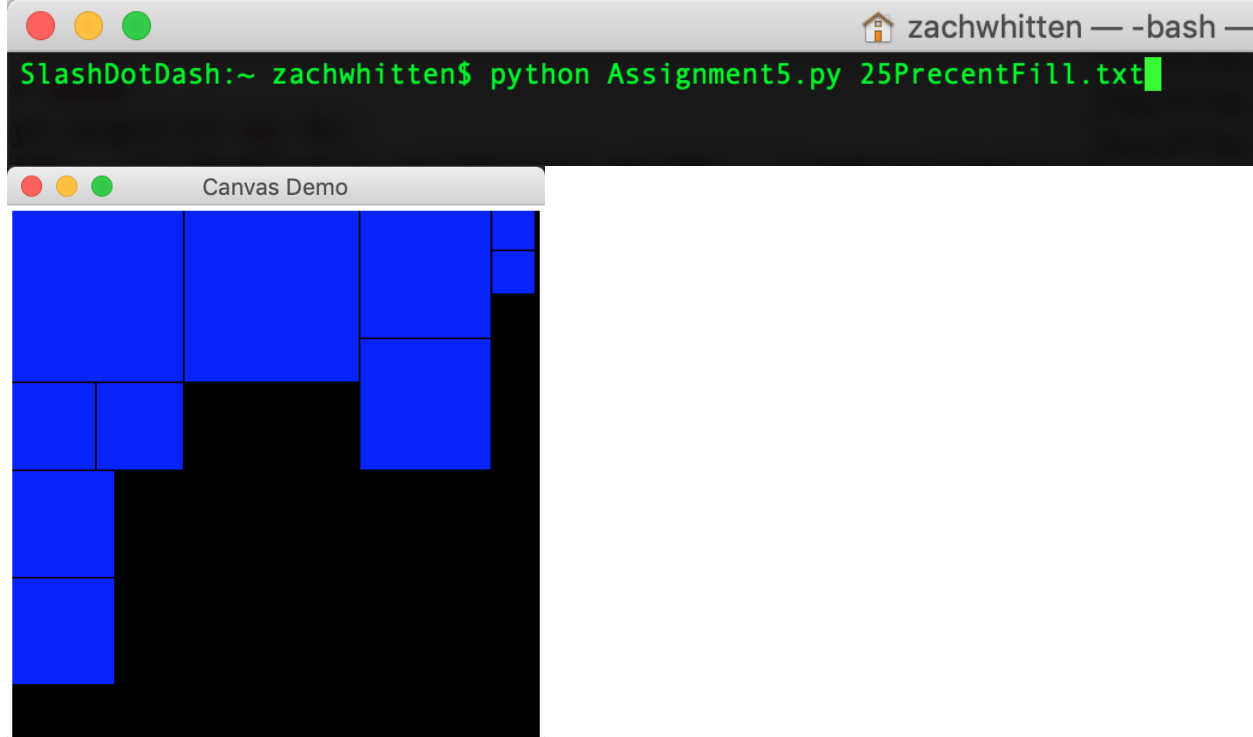 zachwhitten — -bash —
SlashDotDash:~ zachwhitten$ python Assignment5.py 25PrecentFill.txt
Canvas Demo